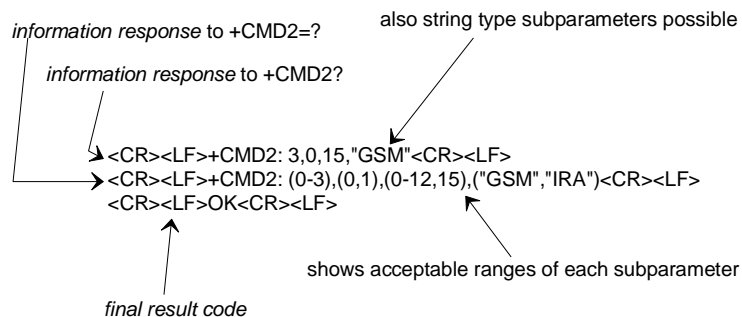 also string type subparameters possible
information response to +CMD2=?
information response to +CMD2?
<CR><LF>+CMD2: 3,0,15,"GSM"<CR><LF>
<CR><LF>+CMD2: (0-3),(0,1),(0-12,15),("GSM","IRA")<CR><LF>
<CR><LF>OK<CR><LF>
shows acceptable ranges of each subparameter
final result code